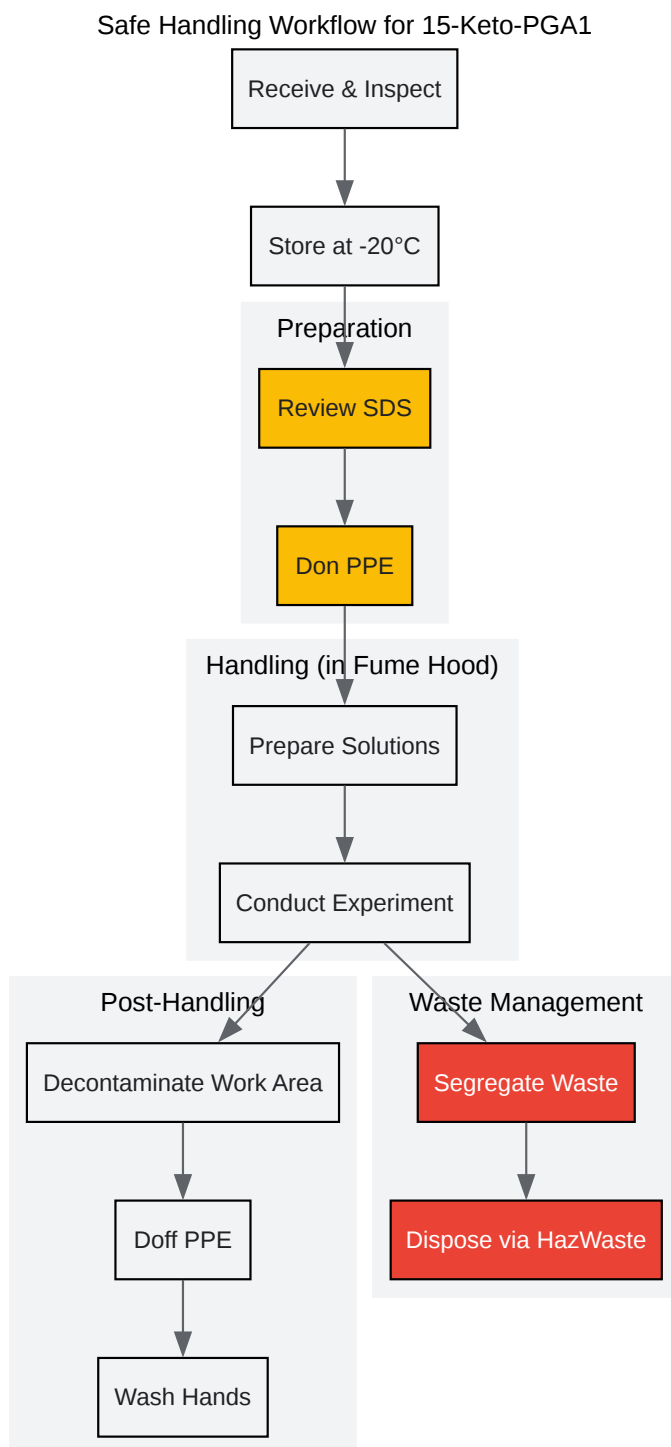 Safe Handling Workflow for 15-Keto-PGA1
Receive & Inspect
Store at -20°C
Preparation
Review SDS
Don PPE
Handling (in Fume Hood)
Prepare Solutions
Conduct Experiment
Post-Handling
Decontaminate Work Area
Doff PPE
Wash Hands
Waste Management
Segregate Waste
Dispose via HazWaste